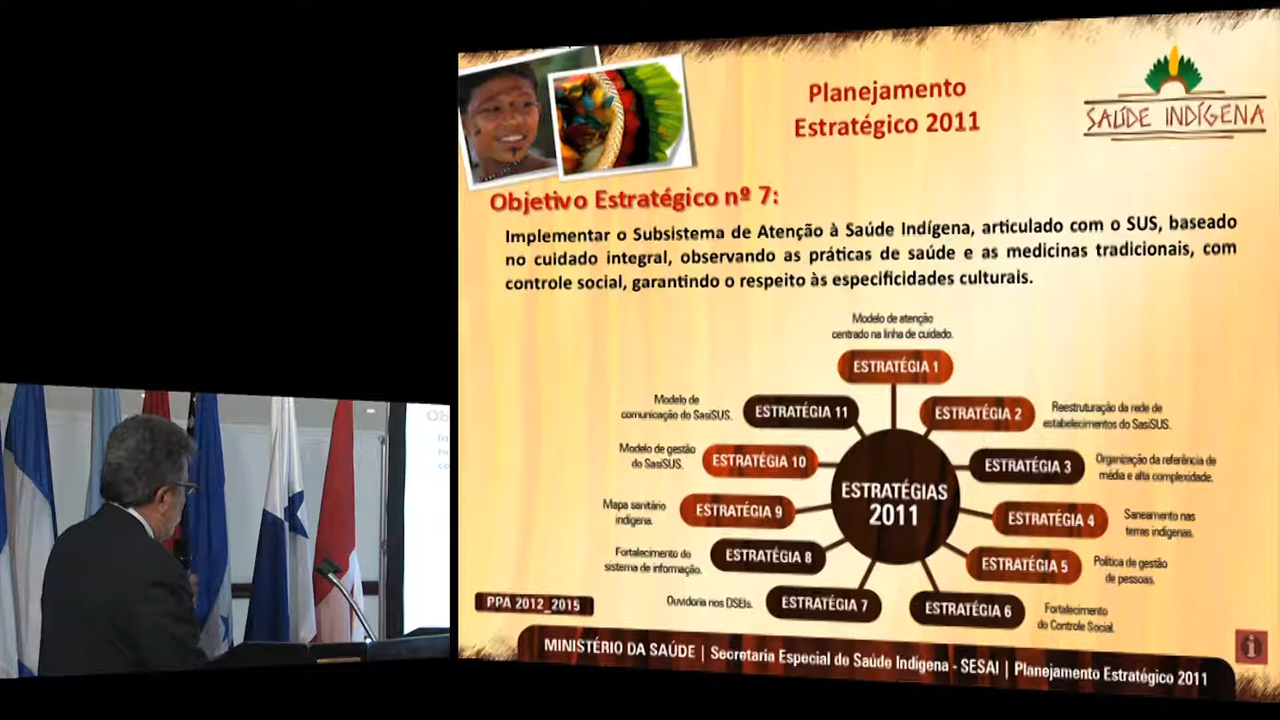 Planejamento
Estratégico 2011
SAÚDE INDÍGENA
Objetivo Estratégico nº 7:
Implementar o Subsistema de Atenção à Saúde Indígena, articulado com o SUS, baseado
no cuidado integral, observando as práticas de saúde e as medicinas tradicionais, com
controle social, garantindo o respeito às especificidades culturais.
Modelo de atenção
centrado na linha de cuidado.
ESTRATÉGIA 1
ESTRATÉGIA 2
Reestruturação da rede de
estabelecimentos do SasiSUS.
ESTRATÉGIA 3
Organização da referência de
média e alta complexidade.
ESTRATÉGIA 4
Saneamento nas
terras indígenas.
ESTRATÉGIA 5
Política de gestão
de pessoas.
ESTRATÉGIA 6
Fortalecimento
do Controle Social.
ESTRATÉGIA 7
Ouvidoria nos DSEIs.
ESTRATÉGIA 8
Fortalecimento do
sistema de informação.
ESTRATÉGIA 9
Mapa sanitário
indígena.
ESTRATÉGIA 10
Modelo de gestão
do SasiSUS.
ESTRATÉGIA 11
Modelo de
comunicação do SasiSUS.
ESTRATÉGIAS
2011
PPA 2012_2015
MINISTÉRIO DA SAÚDE | Secretaria Especial de Saúde Indígena - SESAI | Planejamento Estratégico 2011